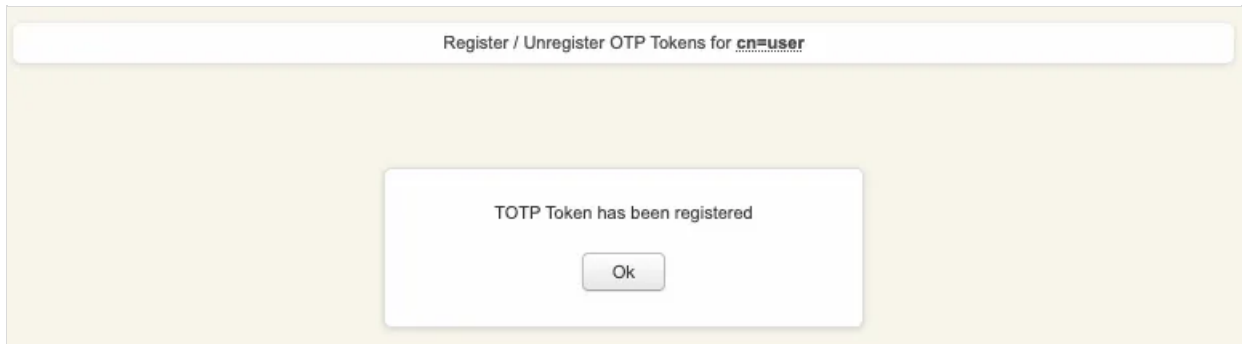 Register / Unregister OTP Tokens for cn=user
TOTP Token has been registered
Ok